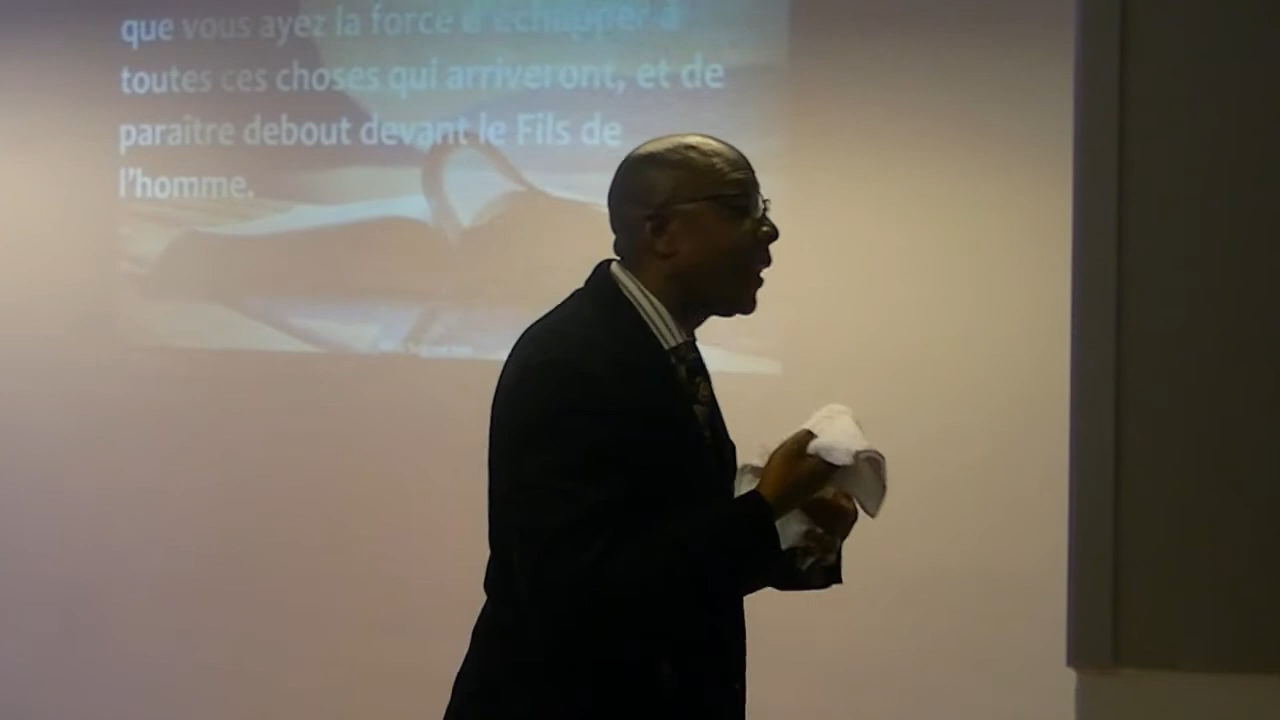 que vous ayez la force d'échapper à
toutes ces choses qui arriveront, et de
paraître debout devant le Fils de
l'homme.